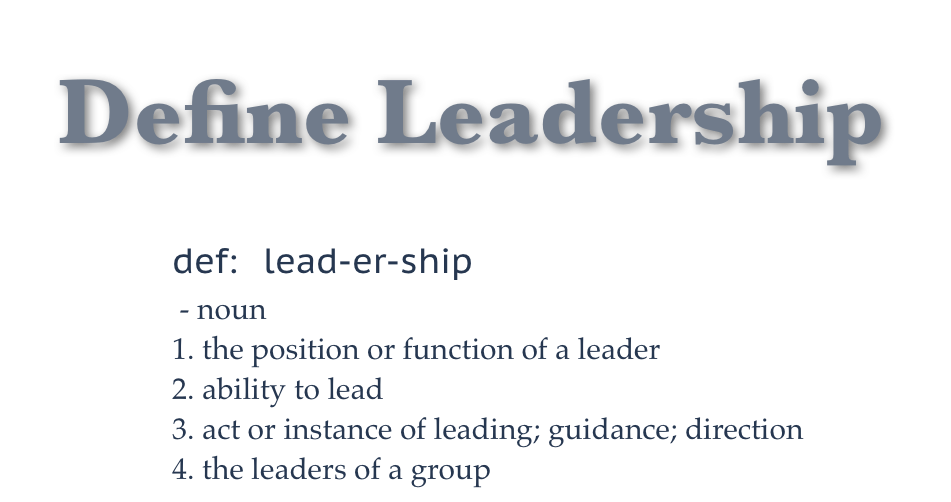 Define Leadership
def: lead-er-ship
- noun
1. the position or function of a leader
2. ability to lead
3. act or instance of leading; guidance; direction
4. the leaders of a group